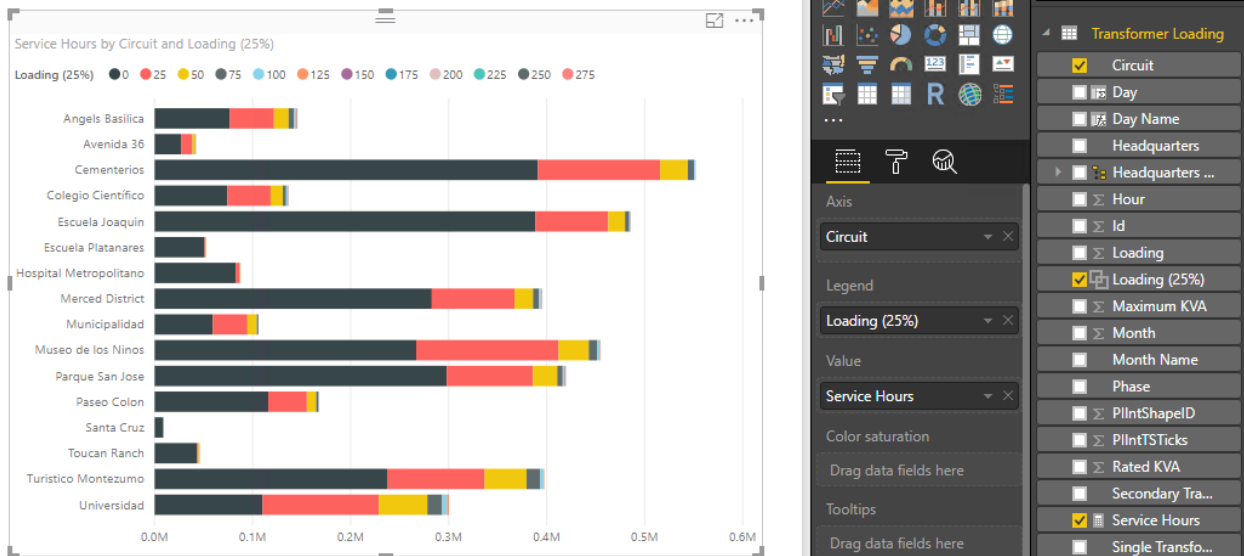 Service Hours by Circuit and Loading (25%)
Loading (25%) 0 25 50 75 100 125 150 175 200 225 250 275
Angels Basilica
Avenida 36
Cementerios
Colegio Científico
Escuela Joaquin
Escuela Platanares
Hospital Metropolitano
Merced District
Municipalidad
Museo de los Ninos
Parque San Jose
Paseo Colon
Santa Cruz
Toucan Ranch
Turistico Montezumo
Universidad
0.0M 0.1M 0.2M 0.3M 0.4M 0.5M 0.6M
123
R
Axis
Circuit
Legend
Loading (25%)
Value
Service Hours
Color saturation
Drag data fields here
Tooltips
Drag data fields here
Transformer Loading
Circuit
Day
Day Name
Headquarters
Headquarters ...
Hour
Id
Loading
Loading (25%)
Maximum KVA
Month
Month Name
Phase
PIIntShapeID
PIIntTSTicks
Rated KVA
Secondary Tra...
Service Hours
Single Transfo...